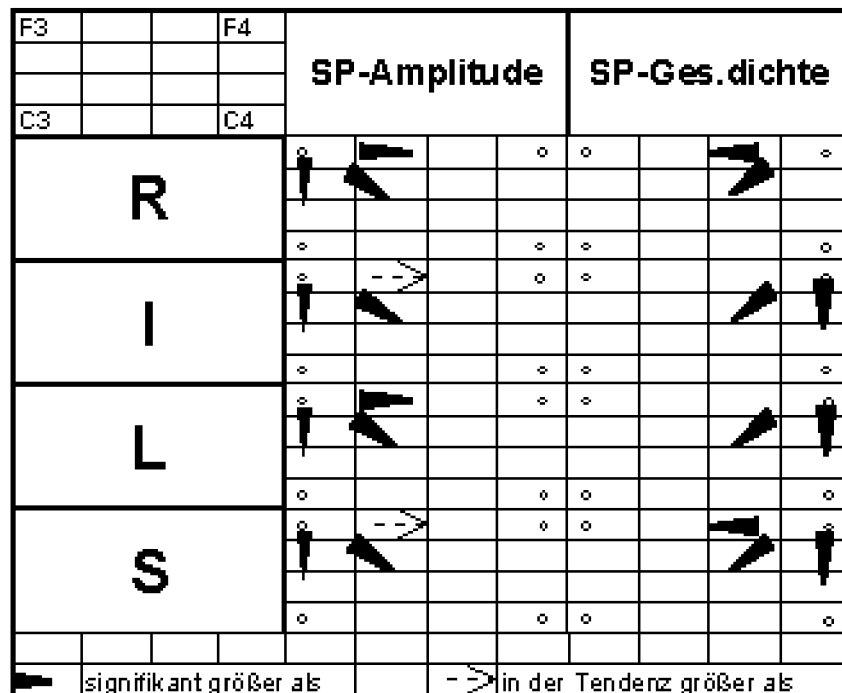 F3 F4
SP-Amplitude SP-Ges.dichte
C3 C4
R
I
L
S
signifikant größer als in der Tendenz größer als